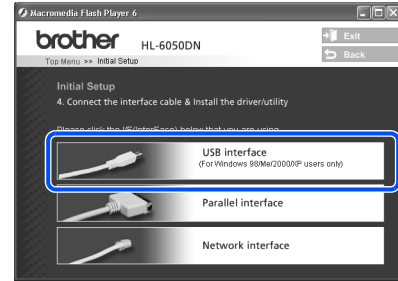 Macromedia Flash Player 6
brother HL-6050DN
Exit
Back
Top Menu >> Initial Setup
Initial Setup
4. Connect the interface cable & Install the driver/utility
Please click the I/F(InterFace) below that you are using.
USB interface
(For Windows 98/Me/2000/XP users only)
Parallel interface
Network interface